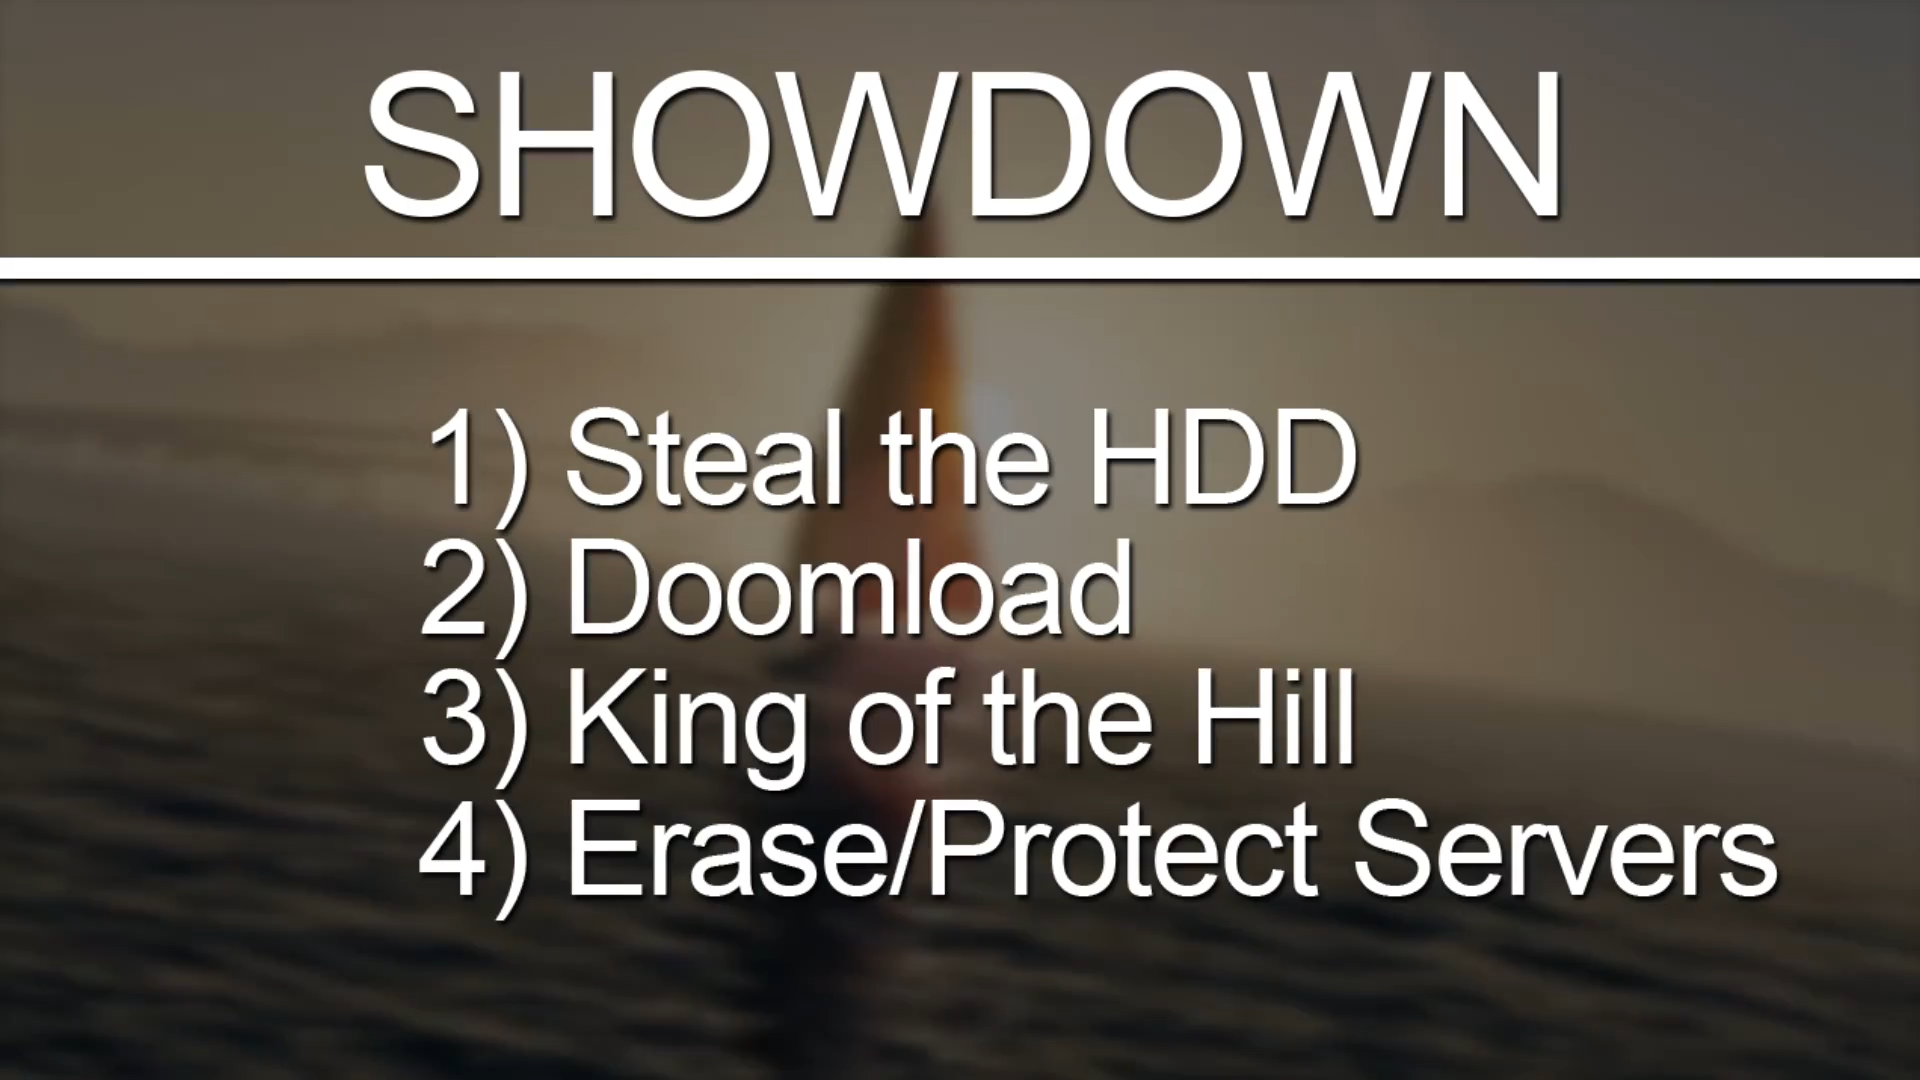 SHOWDOWN
1) Steal the HDD
2) Doomload
3) King of the Hill
4) Erase/Protect Servers